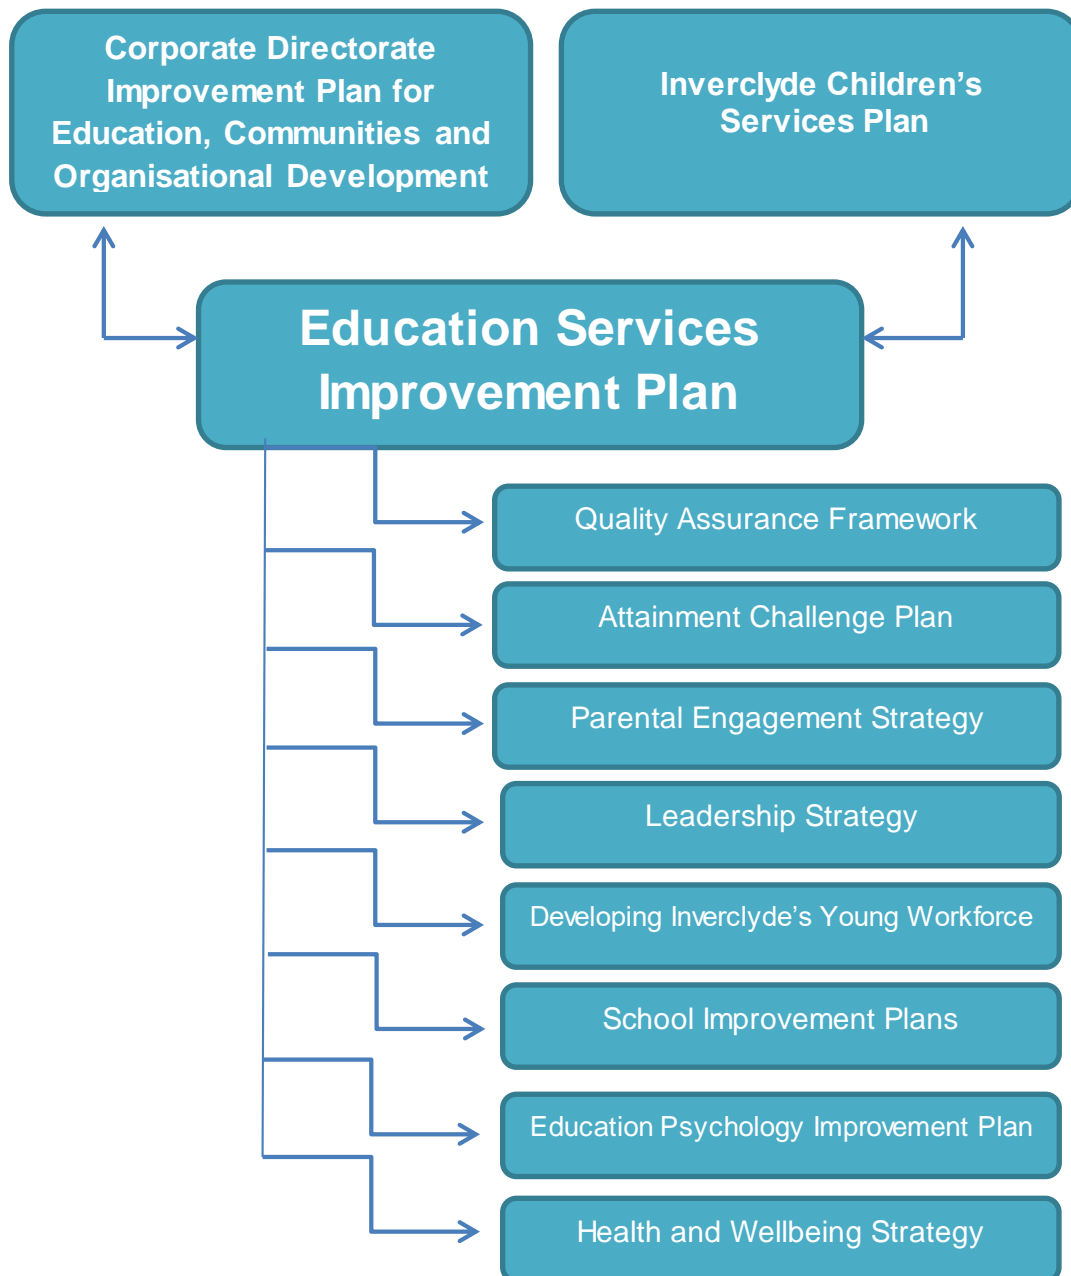 Corporate Directorate
Improvement Plan for
Education, Communities and
Organisational Development
Inverclyde Children’s
Services Plan
Education Services
Improvement Plan
Quality Assurance Framework
Attainment Challenge Plan
Parental Engagement Strategy
Leadership Strategy
Developing Inverclyde’s Young Workforce
School Improvement Plans
Education Psychology Improvement Plan
Health and Wellbeing Strategy